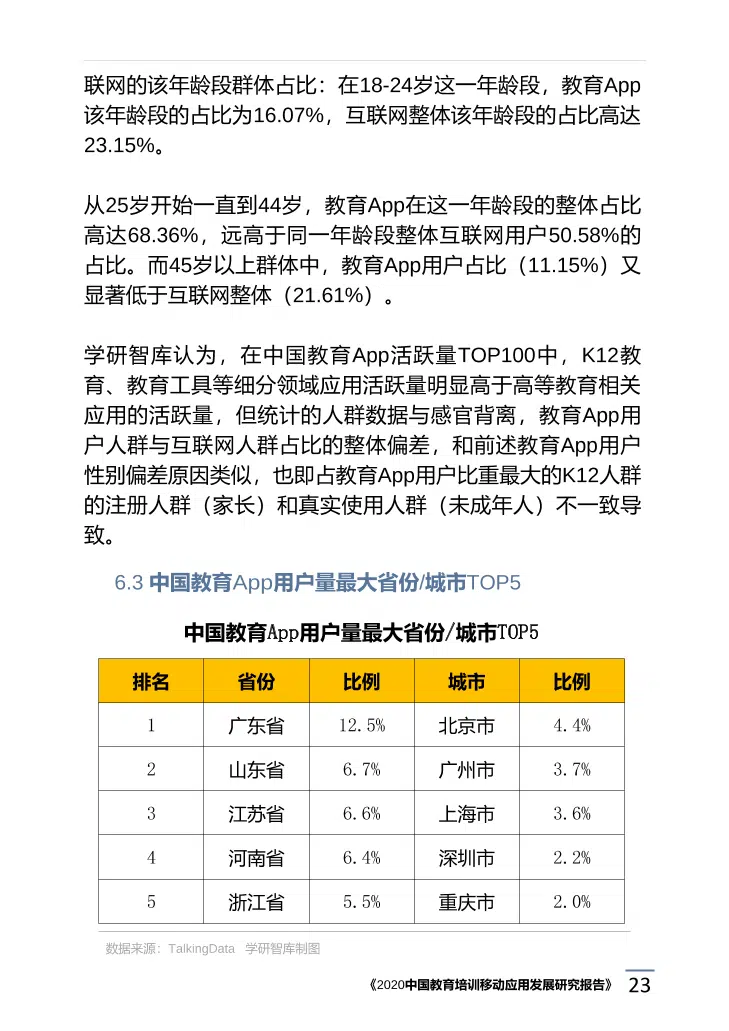 联网的该年龄段群体占比：在18-24岁这一年龄段，教育App
该年龄段的占比为16.07%，互联网整体该年龄段的占比高达
23.15%。
从25岁开始一直到44岁，教育App在这一年龄段的整体占比
高达68.36%，远高于同一年龄段整体互联网用户50.58%的
占比。而45岁以上群体中，教育App用户占比（11.15%）又
显著低于互联网整体（21.61%）。
学研智库认为，在中国教育App活跃量TOP100中，K12教
育、教育工具等细分领域应用活跃量明显高于高等教育相关
应用的活跃量，但统计的人群数据与感官背离，教育App用
户人群与互联网人群占比的整体偏差，和前述教育App用户
性别偏差原因类似，也即占教育App用户比重最大的K12人群
的注册人群（家长）和真实使用人群（未成年人）不一致导
致。
6.3 中国教育App用户量最大省份/城市TOP5
中国教育App用户量最大省份/城市TOP5
排名 省份 比例 城市 比例
1 广东省 12.5% 北京市 4.4%
2 山东省 6.7% 广州市 3.7%
3 江苏省 6.6% 上海市 3.6%
4 河南省 6.4% 深圳市 2.2%
5 浙江省 5.5% 重庆市 2.0%
数据来源：TalkingData 学研智库制图
《2020中国教育培训移动应用发展研究报告》 23